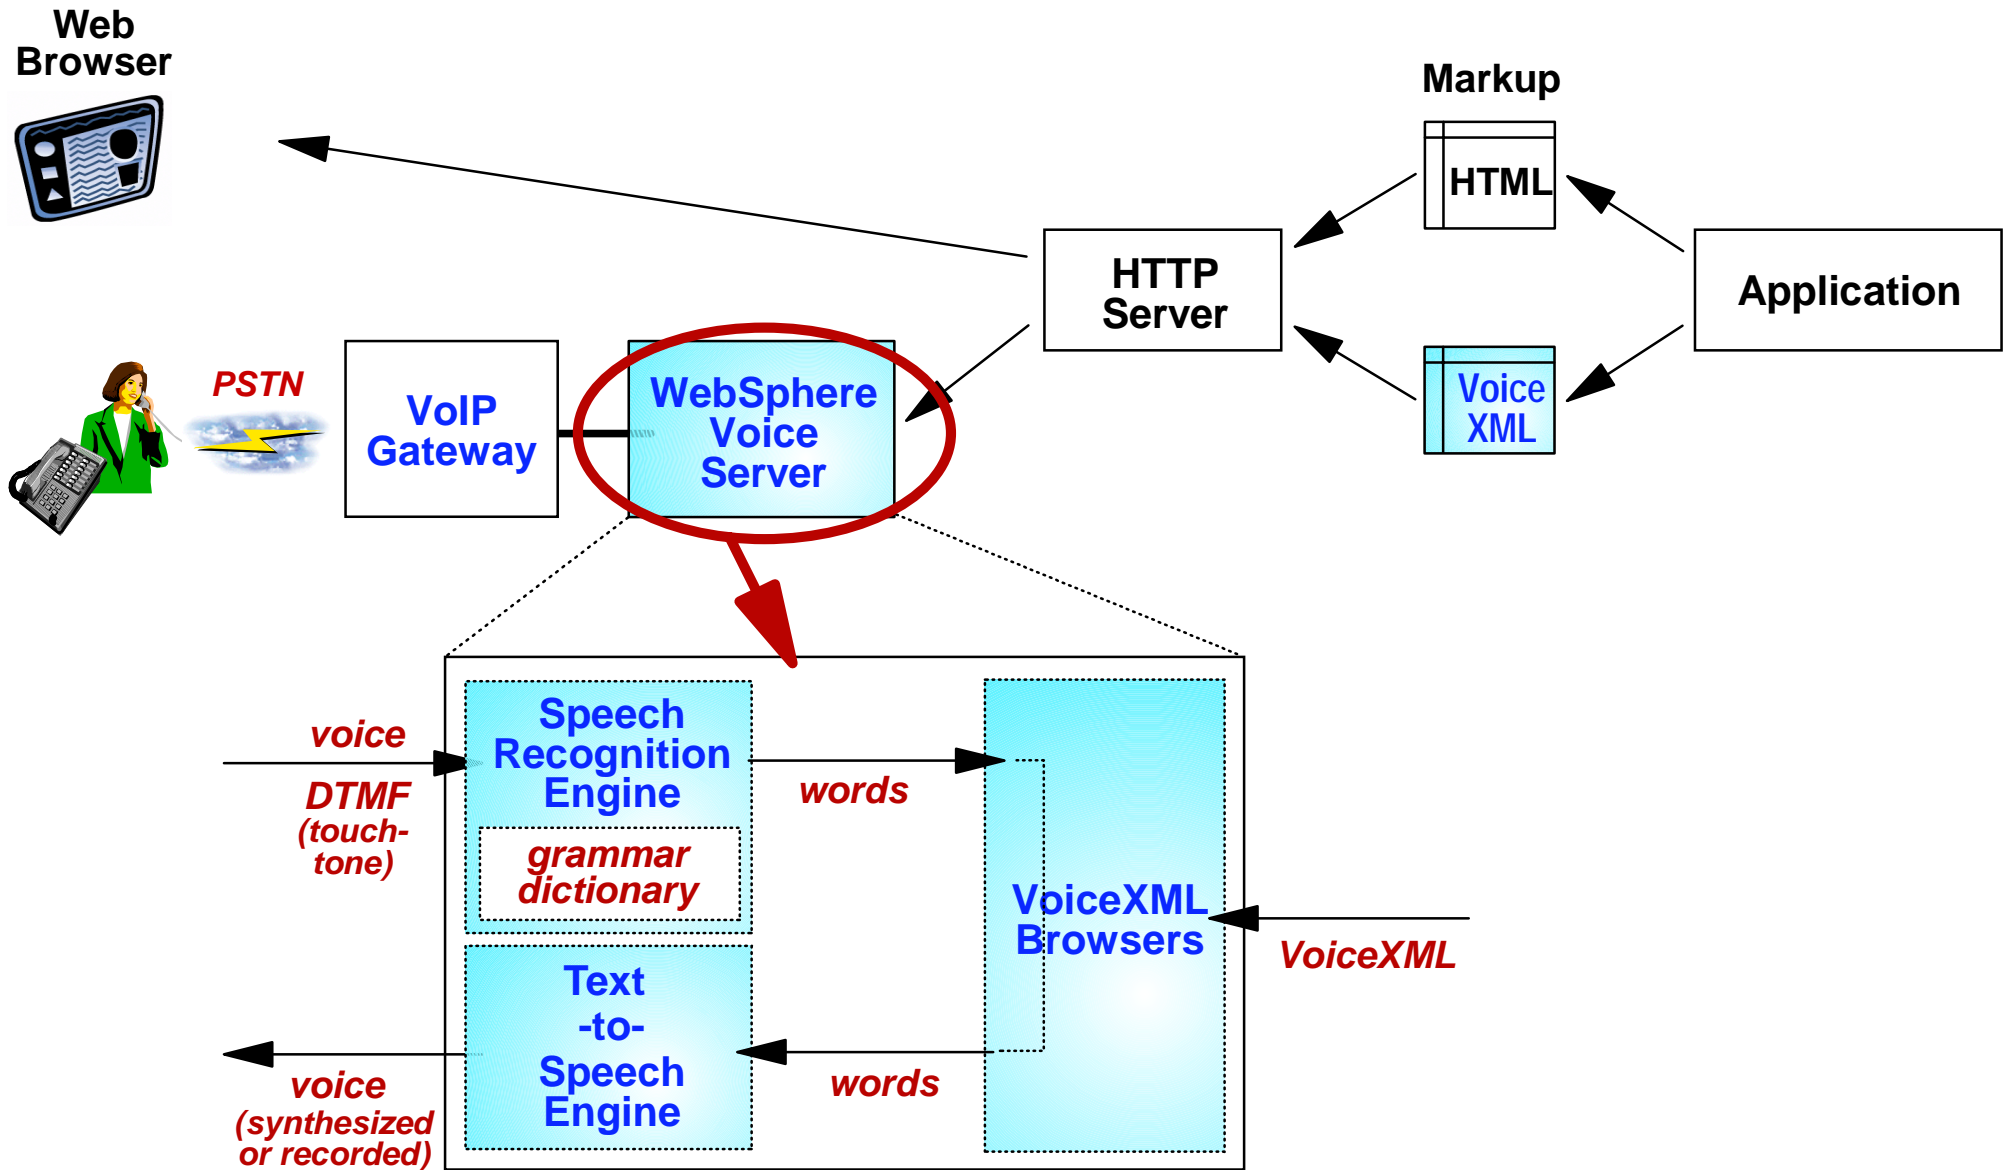 Web
Browser
Markup
HTML
HTTP
Server
Application
PSTN
VoIP
Gateway
WebSphere
Voice
Server
Voice
XML
voice
DTMF
(touch-
tone)
Speech
Recognition
Engine
grammar
dictionary
words
VoiceXML
Browsers
VoiceXML
Text
-to-
Speech
Engine
words
voice
(synthesized
or recorded)